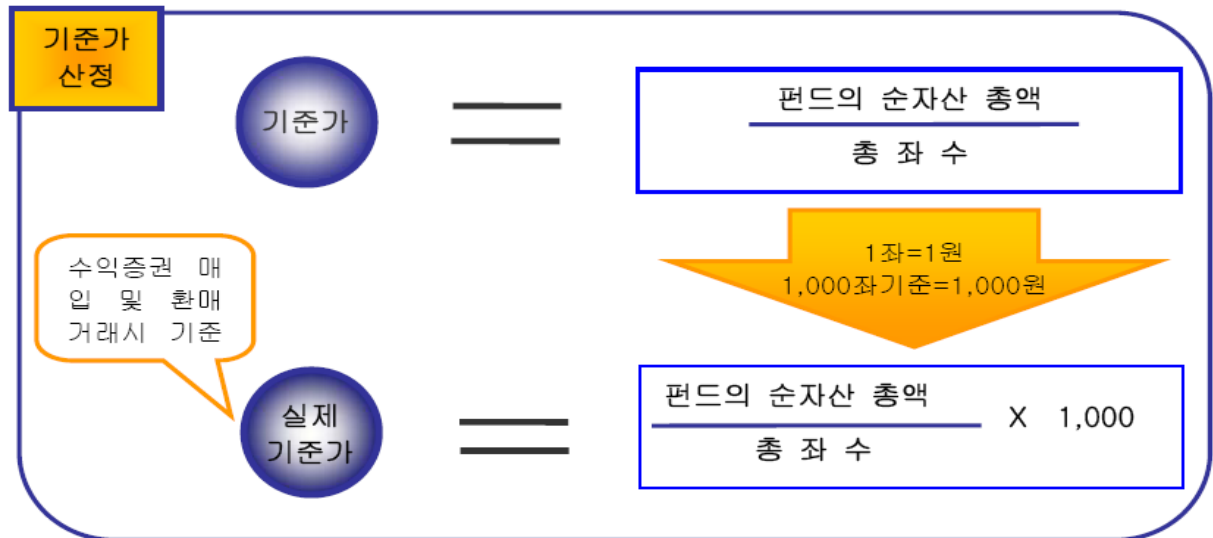 기준가
산정
기준가
펀드의 순자산 총액
총 좌 수
1좌=1원
1,000좌기준=1,000원
수익증권 매
입 및 환매
거래시 기준
실제
기준가
펀드의 순자산 총액
총 좌 수
X 1,000